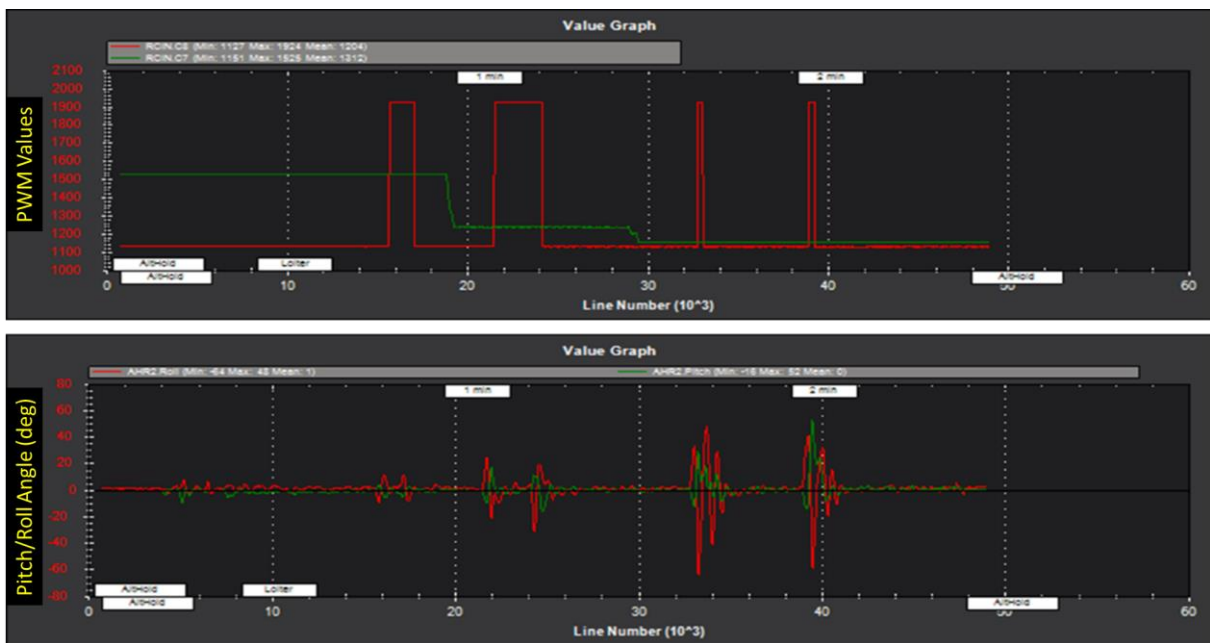 Value Graph
RCIN.C8 (Min: 1127 Max: 1924 Mean: 1204)
RCIN.C7 (Min: 1151 Max: 1525 Mean: 1312)
PWM Values
2100
2000
1900
1800
1700
1600
1500
1400
1300
1200
1100
1000
1 min
2 min
AltHold
Loiter
AltHold
AltHold
0
10
20
30
40
50
60
Line Number (10^3)
Value Graph
AHR2.Roll (Min: -64 Max: 48 Mean: 1)
AHR2.Pitch (Min: -16 Max: 52 Mean: 0)
Pitch/Roll Angle (deg)
80
60
40
20
0
-20
-40
-60
-80
1 min
2 min
AltHold
Loiter
AltHold
AltHold
0
10
20
30
40
50
60
Line Number (10^3)